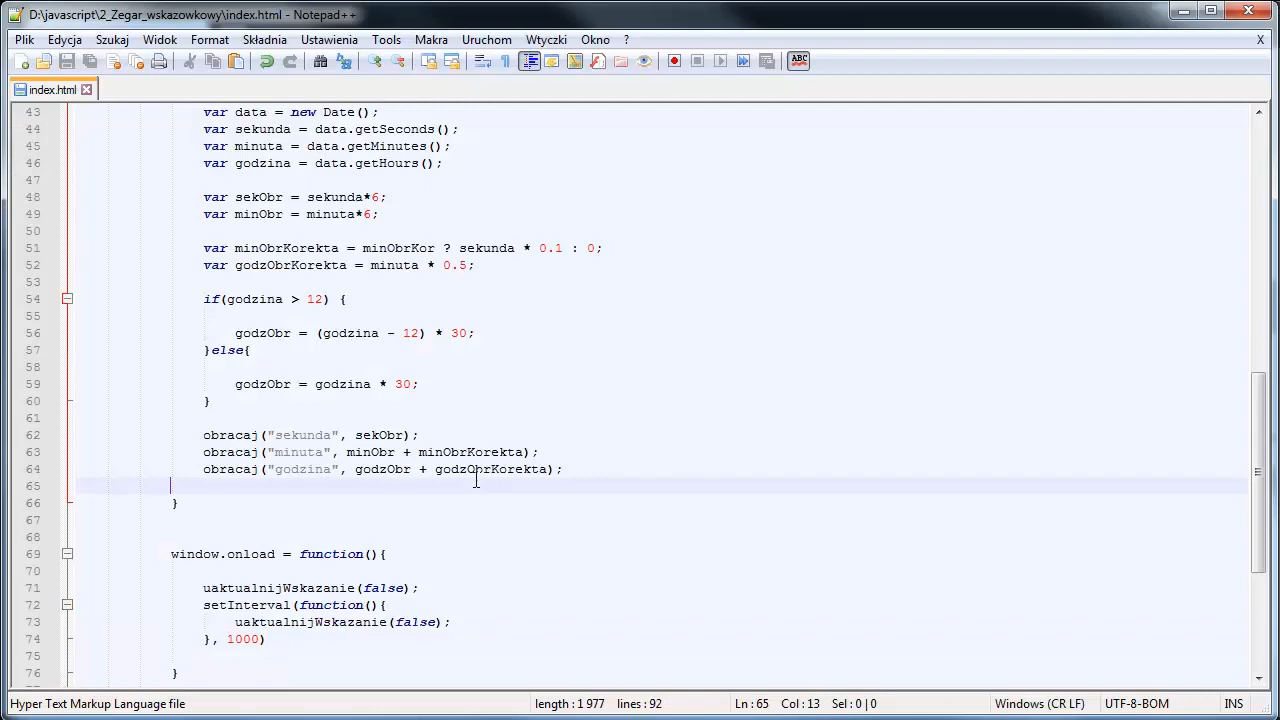 D:\javascript\2_Zegar_wskazowkowy\index.html - Notepad++
Plik Edycja Szukaj Widok Format Składnia Ustawienia Tools Makra Uruchom Wtyczki Okno ? X
ABC
index.html
43 var data = new Date();
44 var sekunda = data.getSeconds();
45 var minuta = data.getMinutes();
46 var godzina = data.getHours();
47
48 var sekObr = sekunda*6;
49 var minObr = minuta*6;
50
51 var minObrKorekta = minObrKor ? sekunda * 0.1 : 0;
52 var godzObrKorekta = minuta * 0.5;
53
54 if(godzina > 12) {
55
56 godzObr = (godzina - 12) * 30;
57 }else{
58
59 godzObr = godzina * 30;
60 }
61
62 obracaj("sekunda", sekObr);
63 obracaj("minuta", minObr + minObrKorekta);
64 obracaj("godzina", godzObr + godzObrKorekta);
65
66 }
67
68
69 window.onload = function(){
70
71 uaktualnijWskazanie(false);
72 setInterval(function(){
73 uaktualnijWskazanie(false);
74 }, 1000)
75
76 }
Hyper Text Markup Language file length : 1 977 lines : 92 Ln : 65 Col : 13 Sel : 0 | 0 Windows (CR LF) UTF-8-BOM INS